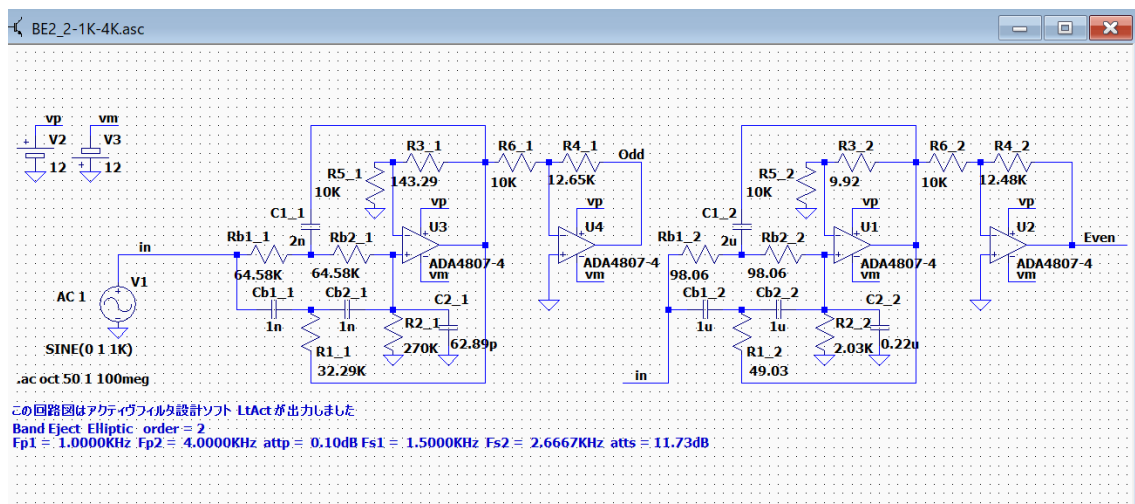 BE2_2-1K-4K.asc
vp
vm
V2
V3
12
12
in
V1
AC 1
SINE(0 1 1K)
.ac oct 50 1 100meg
R3_1
143.29
R5_1
10K
R6_1
10K
R4_1
12.65K
Odd
C1_1
2n
vp
U3
ADA4807-4
vm
Rb1_1
64.58K
Rb2_1
64.58K
Cb1_1
1n
Cb2_1
1n
R1_1
32.29K
R2_1
270K
C2_1
62.89p
vp
U4
ADA4807-4
vm
R3_2
9.92
R5_2
10K
R6_2
10K
R4_2
12.48K
C1_2
2u
vp
U1
ADA4807-4
vm
Rb1_2
98.06
Rb2_2
98.06
Cb1_2
1u
Cb2_2
1u
R1_2
49.03
R2_2
2.03K
C2_2
0.22u
vp
U2
ADA4807-4
vm
Even
in
この回路図はアクティヴフィルタ設計ソフト LtActが出力しました
Band Eject Elliptic order = 2
Fp1 = 1.0000KHz Fp2 = 4.0000KHz attp = 0.10dB Fs1 = 1.5000KHz Fs2 = 2.6667KHz atts = 11.73dB